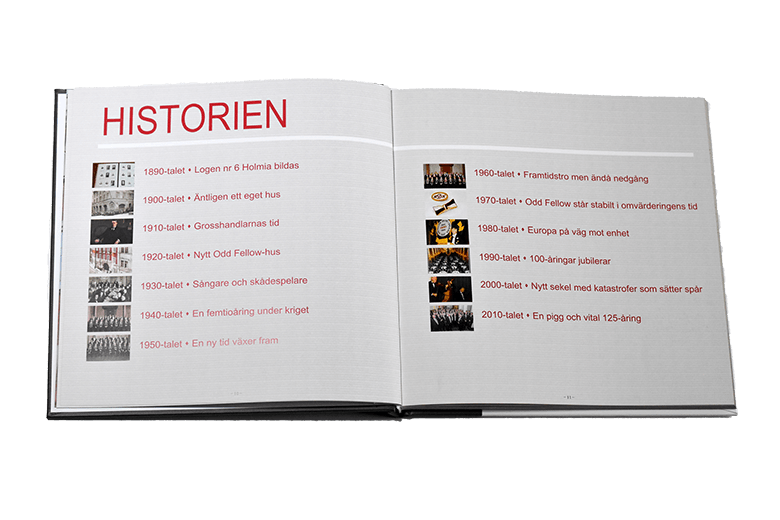 HISTORIEN
1890-talet • Logen nr 6 Holmia bildas
1900-talet • Äntligen ett eget hus
1910-talet • Grosshandlarnas tid
1920-talet • Nytt Odd Fellow-hus
1930-talet • Sångare och skådespelare
1940-talet • En femtioåring under kriget
1950-talet • En ny tid växer fram
1960-talet • Framtidstro men ändå nedgång
1970-talet • Odd Fellow står stabilt i omvärderingens tid
1980-talet • Europa på väg mot enhet
1990-talet • 100-åringar jubilerar
2000-talet • Nytt sekel med katastrofer som sätter spår
2010-talet • En pigg och vital 125-åring